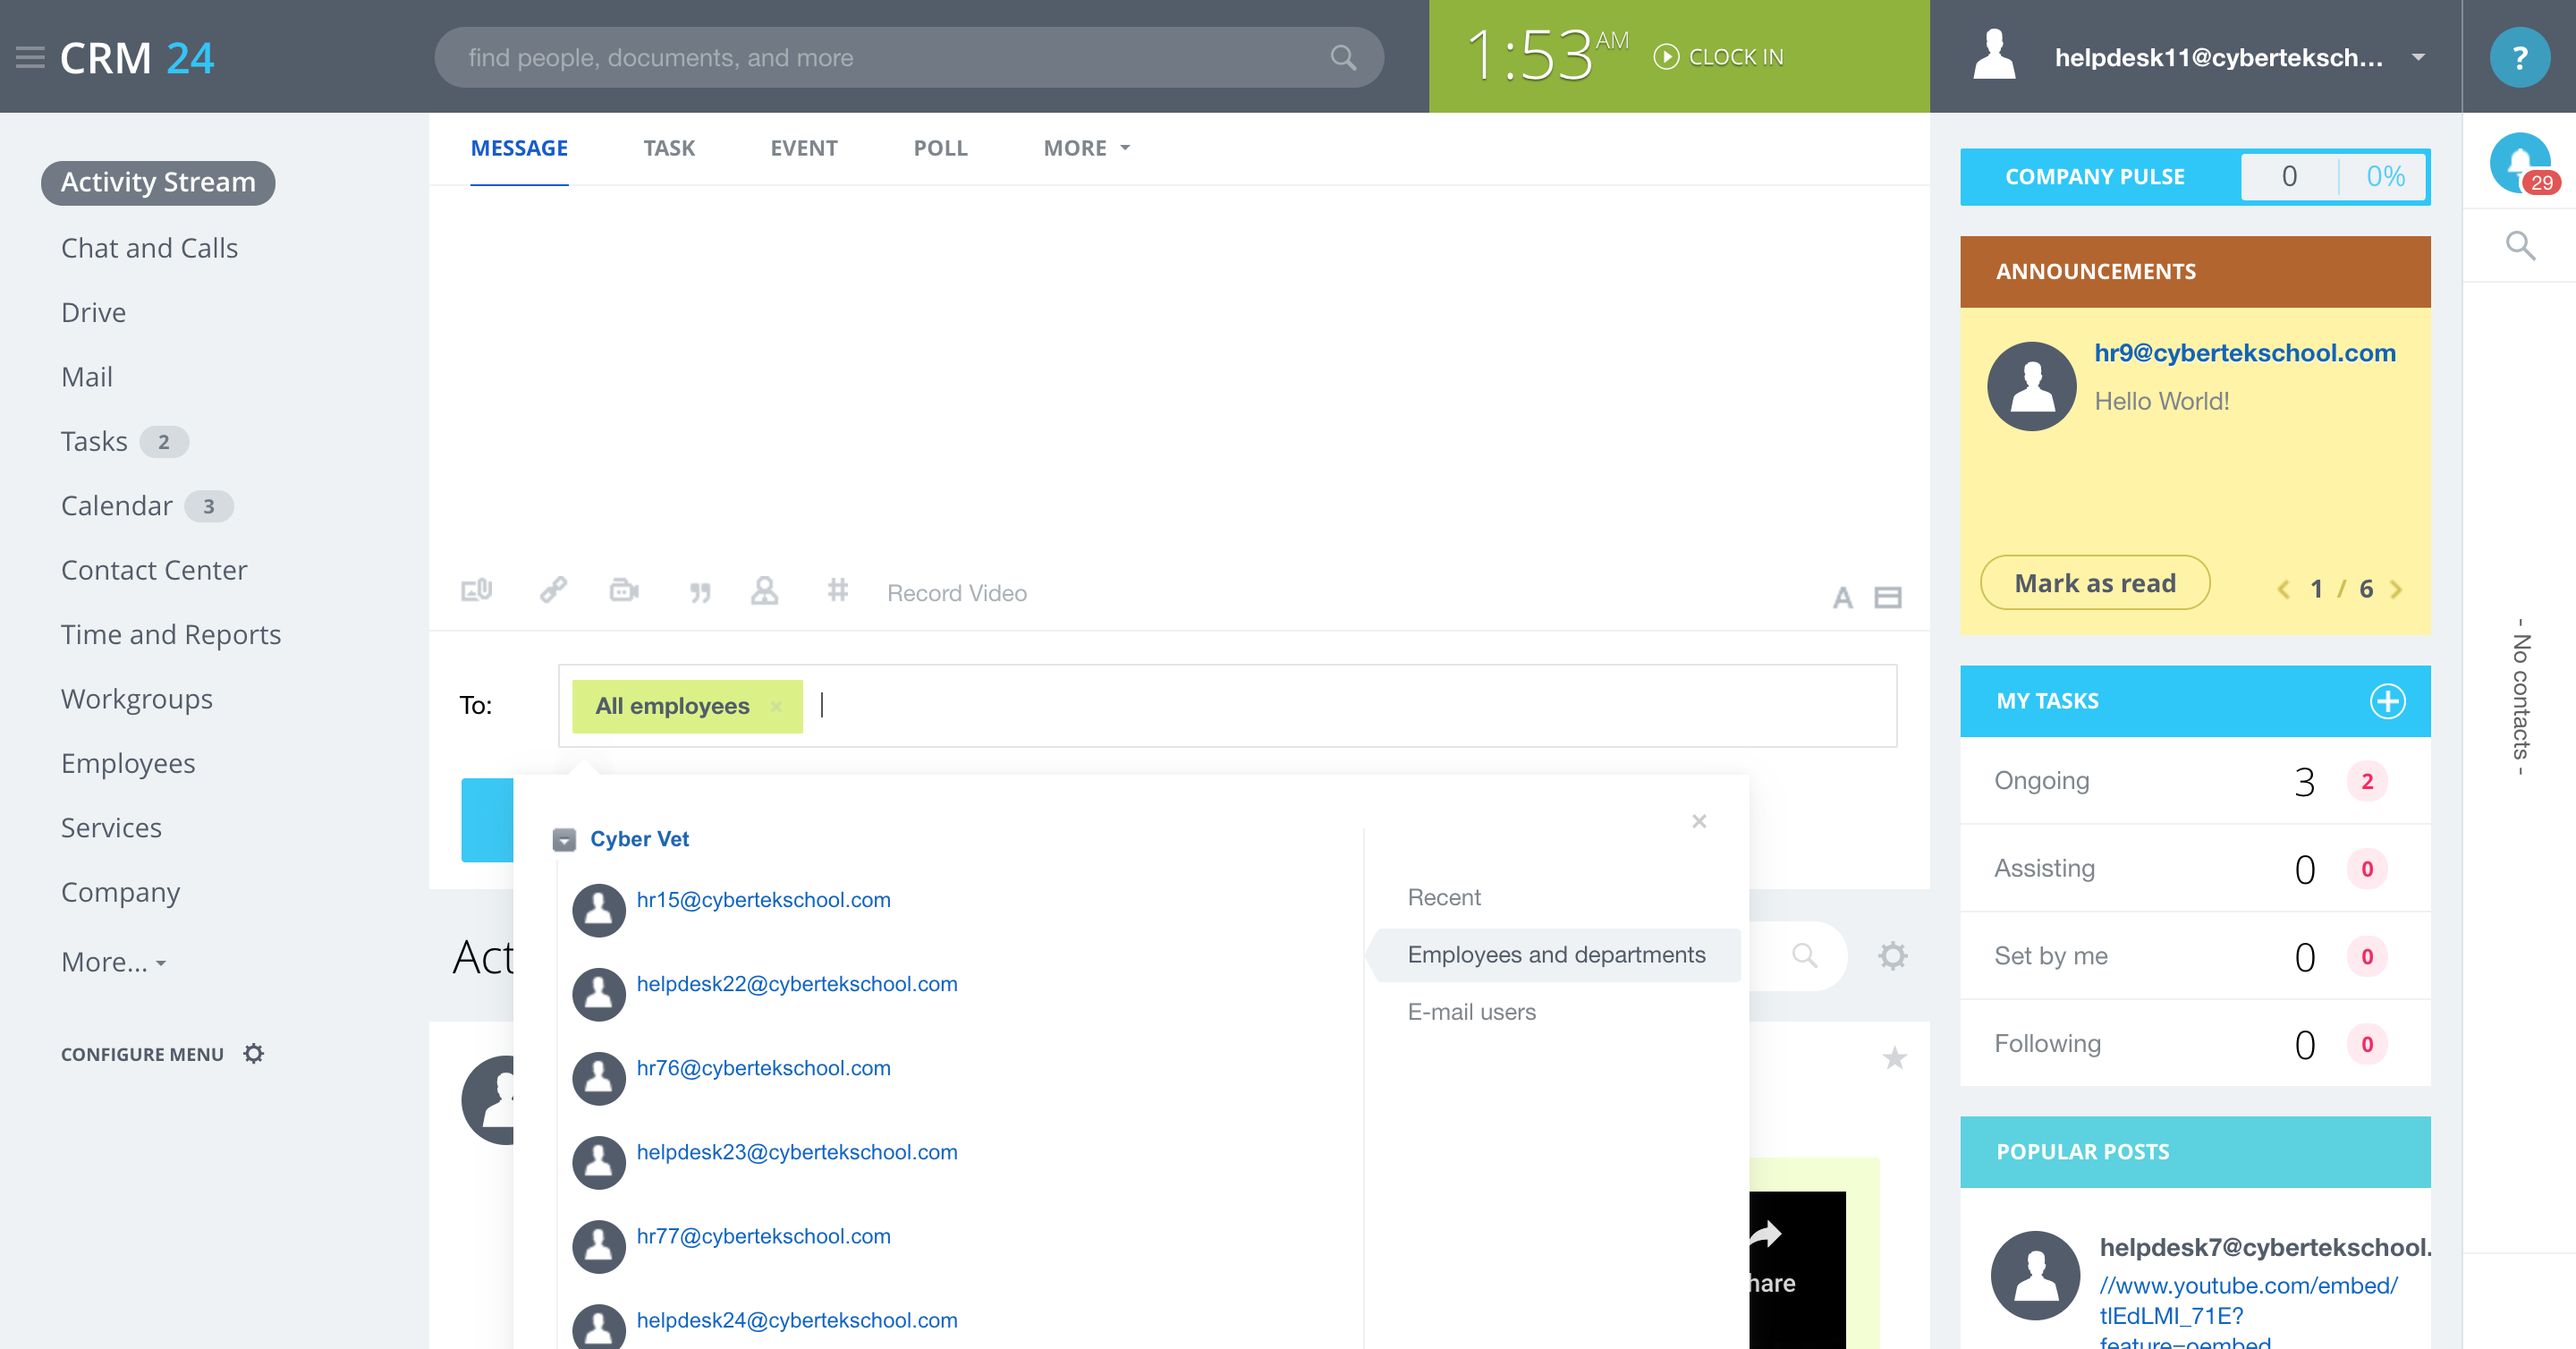 CRM 24
find people, documents, and more
1:53 AM
CLOCK IN
helpdesk11@cyberteksch...
?
Activity Stream
Chat and Calls
Drive
Mail
Tasks 2
Calendar 3
Contact Center
Time and Reports
Workgroups
Employees
Services
Company
More...
CONFIGURE MENU
MESSAGE TASK EVENT POLL MORE
Record Video
A
To:
All employees
Cyber Vet
hr15@cybertekschool.com
helpdesk22@cybertekschool.com
hr76@cybertekschool.com
helpdesk23@cybertekschool.com
hr77@cybertekschool.com
helpdesk24@cybertekschool.com
Recent
Employees and departments
E-mail users
Act
hare
COMPANY PULSE 0 0%
ANNOUNCEMENTS
hr9@cybertekschool.com
Hello World!
Mark as read
1 / 6
MY TASKS
Ongoing 3 2
Assisting 0 0
Set by me 0 0
Following 0 0
POPULAR POSTS
helpdesk7@cybertekschool.
//www.youtube.com/embed/
tlEdLMI_71E?
feature=oembed
29
- No contacts -